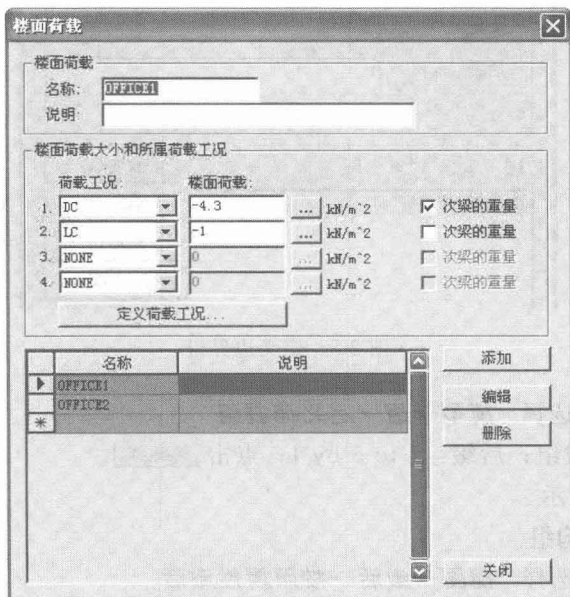 楼面荷载
楼面荷载
名称: OFFICE1
说明:
楼面荷载大小和所属荷载工况
荷载工况: 楼面荷载:
1. DC -4.3 ... kN/m^2 次梁的重量
2. LC -1 ... kN/m^2 次梁的重量
3. NONE 0 ... kN/m^2 次梁的重量
4. NONE 0 ... kN/m^2 次梁的重量
定义荷载工况...
名称 说明 添加
OFFICE1
OFFICE2 编辑
* 删除
关闭